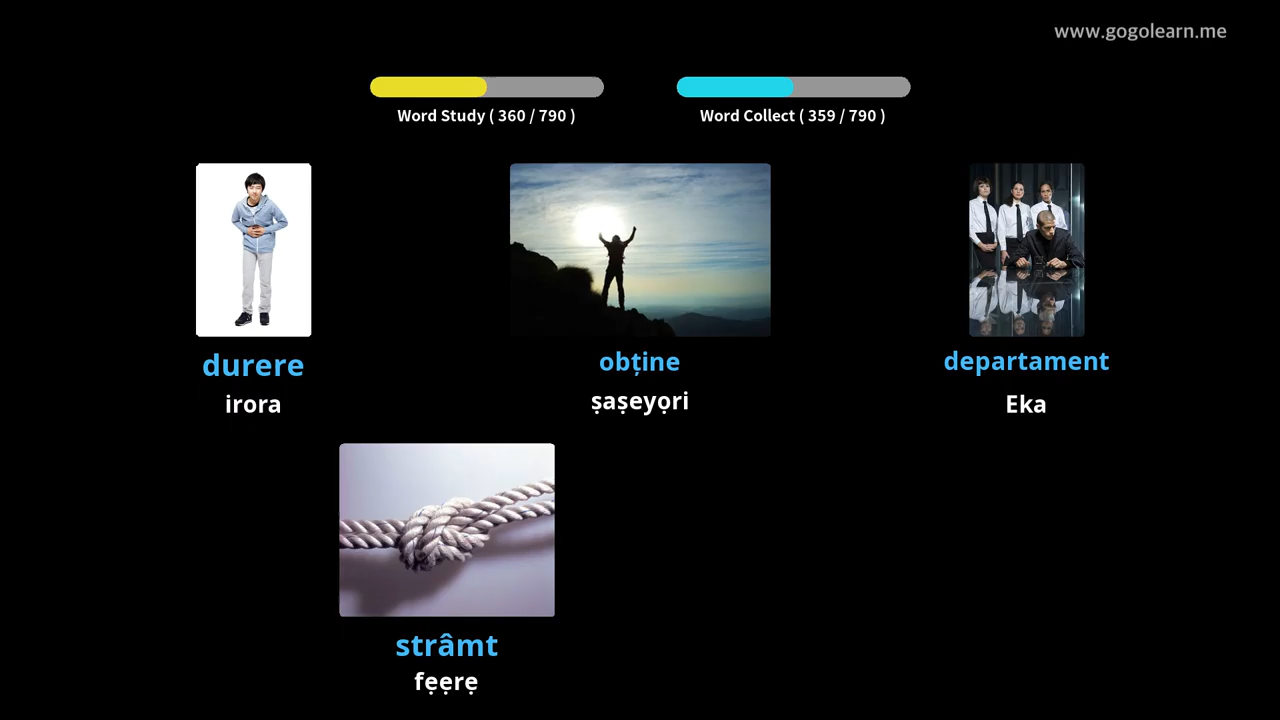 www.gogolearn.me
Word Study ( 360 / 790 )
Word Collect ( 359 / 790 )
durere
irora
obține
ṣaṣeyọri
departament
Eka
strâmt
fẹẹrẹ